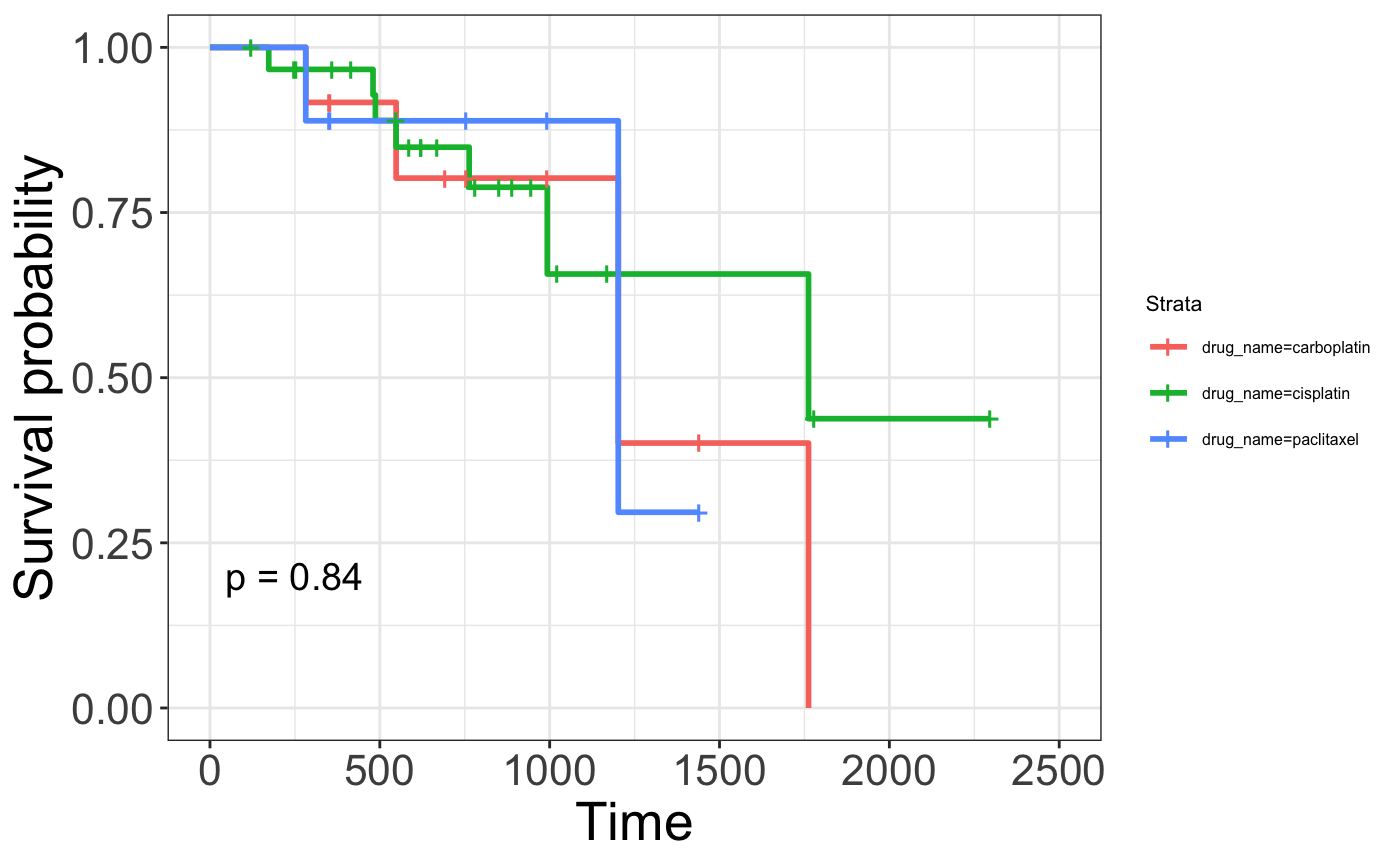 Survival probability
1.00
0.75
0.50
0.25
0.00
p = 0.84
0 500 1000 1500 2000 2500
Time
Strata
drug_name=carboplatin
drug_name=cisplatin
drug_name=paclitaxel